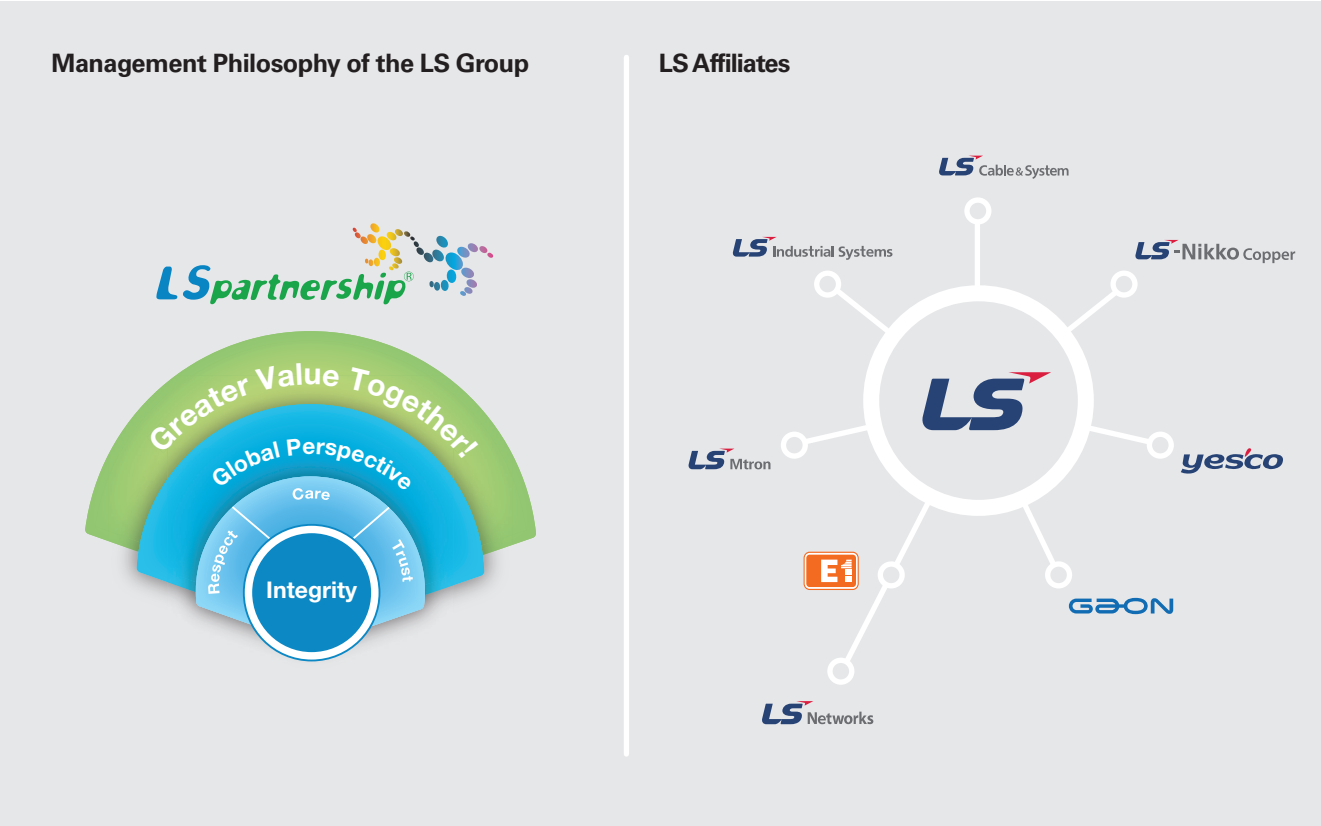 Management Philosophy of the LS Group
LSpartnership®
Greater Value Together!
Global Perspective
Care
Respect
Trust
Integrity
LS Affiliates
LS Cable & System
LS Industrial Systems
LS-Nikko Copper
LS
LS Mtron
yesco
E1
GAON
LS Networks